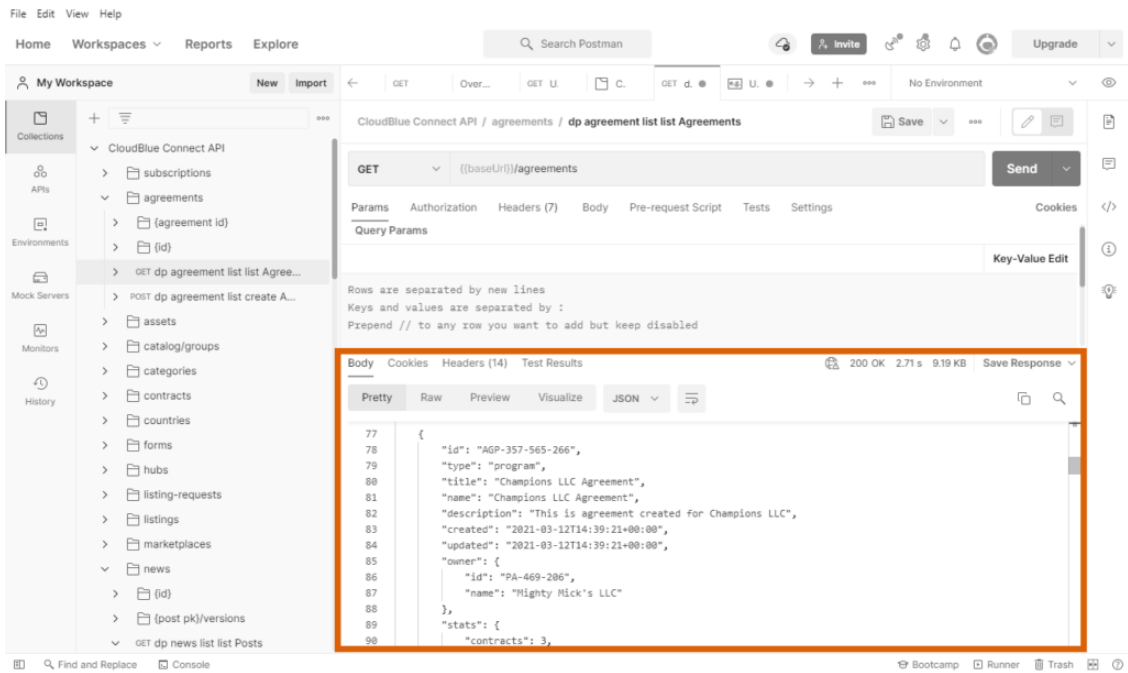 File Edit View Help
Home Workspaces Reports Explore Search Postman Invite Upgrade
My Workspace New Import GET Over... GET U. C. GET d. U. No Environment
Collections
APIs
Environments
Mock Servers
Monitors
History
CloudBlue Connect API
subscriptions
agreements
{agreement id}
{id}
GET dp agreement list list Agree...
POST dp agreement list create A...
assets
catalog/groups
categories
contracts
countries
forms
hubs
listing-requests
listings
marketplaces
news
{id}
{post pk}/versions
GET dp news list list Posts
CloudBlue Connect API / agreements / dp agreement list list Agreements Save
GET {{baseUrl}}/agreements Send
Params Authorization Headers (7) Body Pre-request Script Tests Settings Cookies
Query Params
Key-Value Edit
Rows are separated by new lines
Keys and values are separated by :
Prepend // to any row you want to add but keep disabled
Body Cookies Headers (14) Test Results 200 OK 2.71 s 9.19 KB Save Response
Pretty Raw Preview Visualize JSON
77 {
78 "id": "AGP-357-565-266",
79 "type": "program",
80 "title": "Champions LLC Agreement",
81 "name": "Champions LLC Agreement",
82 "description": "This is agreement created for Champions LLC",
83 "created": "2021-03-12T14:39:21+00:00",
84 "updated": "2021-03-12T14:39:21+00:00",
85 "owner": {
86 "id": "PA-469-206",
87 "name": "Mighty Mick's LLC"
88 },
89 "stats": {
90 "contracts": 3,
Find and Replace Console Bootcamp Runner Trash